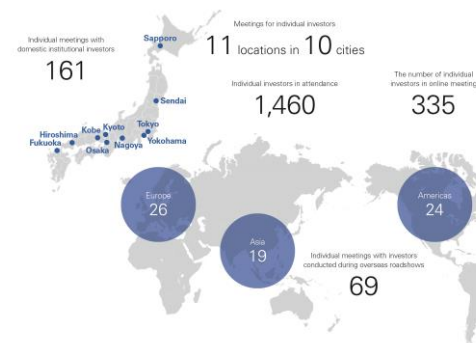 Individual meetings with
domestic institutional investors
161
Meetings for individual investors
11 locations in 10 cities
Individual investors in attendance
1,460
The number of individual
investors in online meeting
335
Sapporo
Sendai
Tokyo
Yokohama
Nagoya
Kyoto
Kobe
Osaka
Hiroshima
Fukuoka
Europe
26
Asia
19
Americas
24
Individual meetings with investors
conducted during overseas roadshows
69